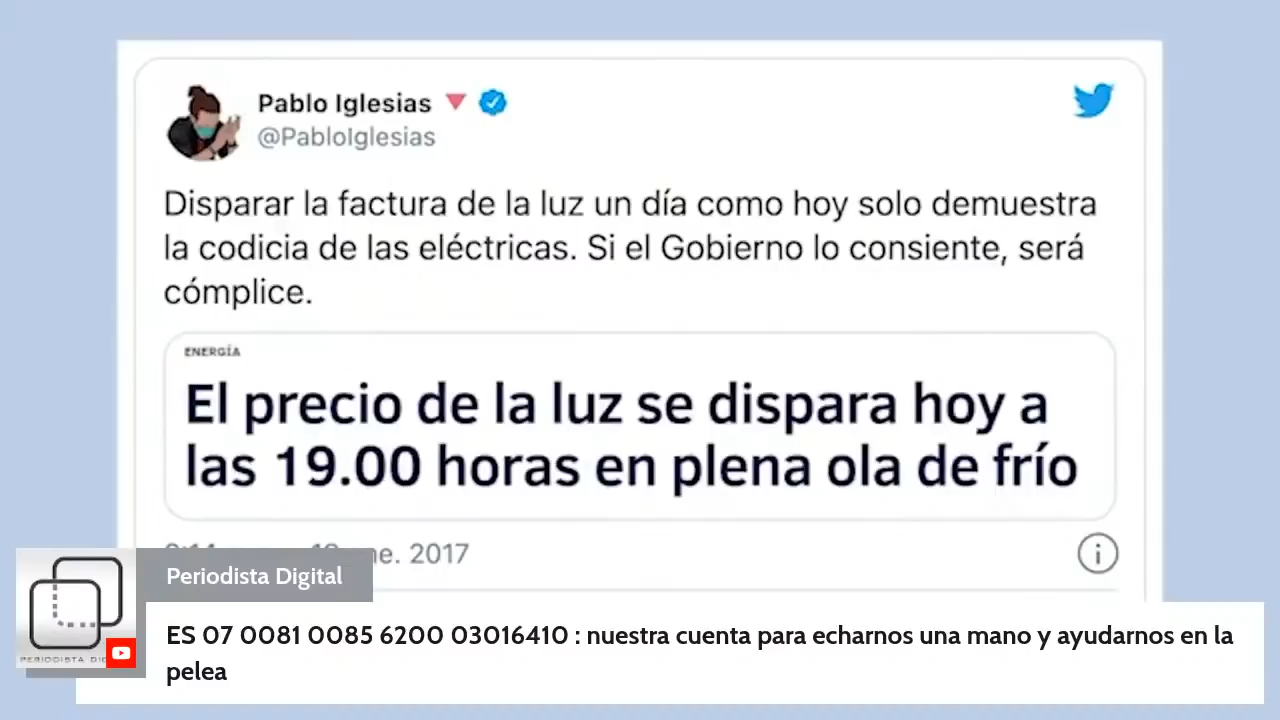 Pablo Iglesias
@PabloIglesias
Disparar la factura de la luz un día como hoy solo demuestra
la codicia de las eléctricas. Si el Gobierno lo consiente, será
cómplice.
ENERGÍA
El precio de la luz se dispara hoy a
las 19.00 horas en plena ola de frío
ne. 2017
Periodista Digital
ES 07 0081 0085 6200 03016410 : nuestra cuenta para echarnos una mano y ayudarnos en la
pelea
PERIODISTA DIG